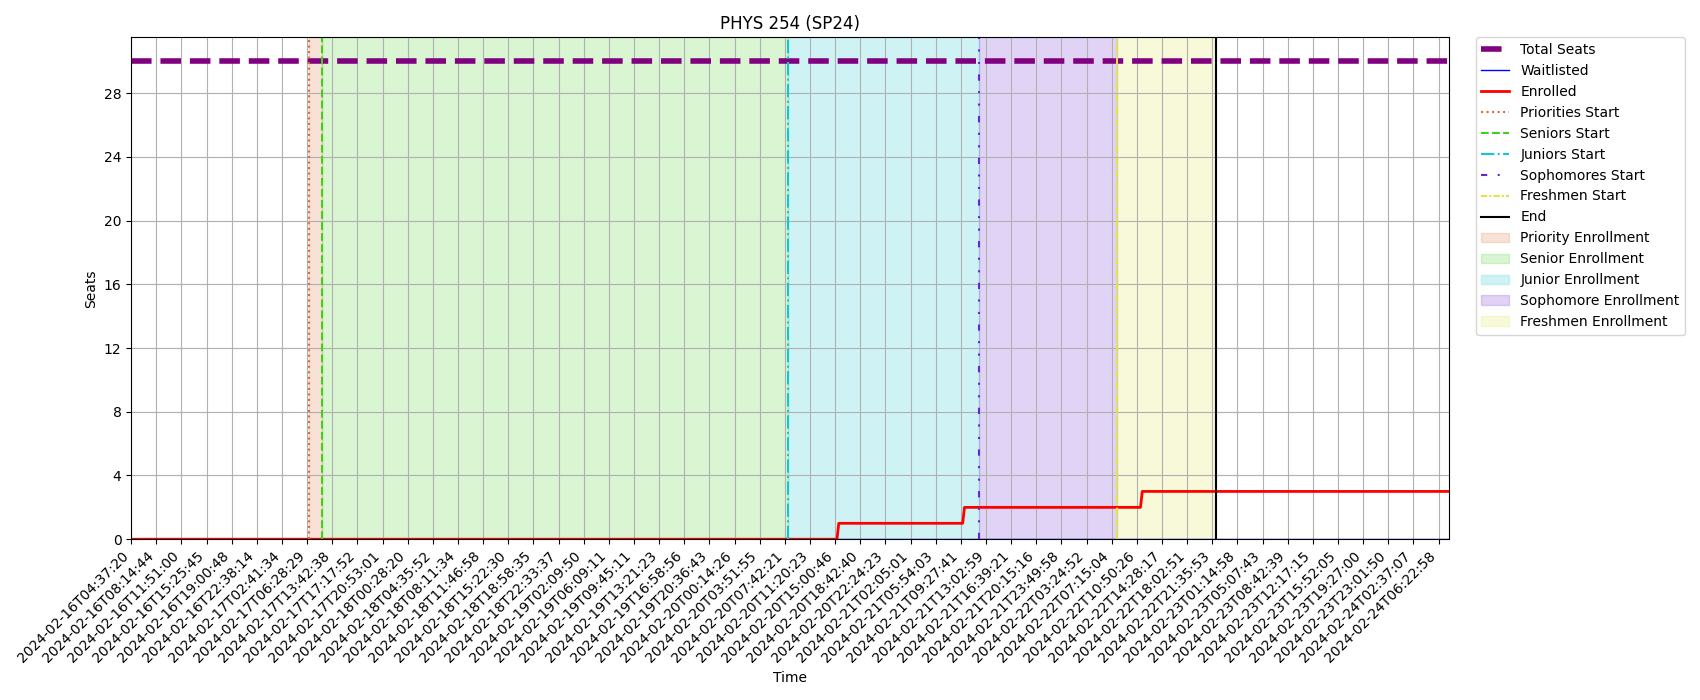 PHYS 254 (SP24)
Seats
28
24
20
16
12
8
4
0
2024-02-16T04:37:20
2024-02-16T08:14:44
2024-02-16T11:51:00
2024-02-16T15:25:45
2024-02-16T19:00:48
2024-02-16T22:38:14
2024-02-17T02:41:34
2024-02-17T06:28:29
2024-02-17T13:42:38
2024-02-17T17:17:52
2024-02-17T20:53:01
2024-02-18T00:28:20
2024-02-18T04:35:52
2024-02-18T08:11:34
2024-02-18T11:46:58
2024-02-18T15:22:30
2024-02-18T18:58:35
2024-02-18T22:33:37
2024-02-19T02:09:50
2024-02-19T06:09:11
2024-02-19T09:45:11
2024-02-19T13:21:23
2024-02-19T16:58:56
2024-02-19T20:36:43
2024-02-20T00:14:26
2024-02-20T03:51:55
2024-02-20T07:42:21
2024-02-20T11:20:23
2024-02-20T15:00:46
2024-02-20T18:42:40
2024-02-20T22:24:23
2024-02-21T02:05:01
2024-02-21T05:54:03
2024-02-21T09:27:41
2024-02-21T13:02:59
2024-02-21T16:39:21
2024-02-21T20:15:16
2024-02-21T23:49:58
2024-02-22T03:24:52
2024-02-22T07:15:04
2024-02-22T10:50:26
2024-02-22T14:28:17
2024-02-22T18:02:51
2024-02-22T21:35:53
2024-02-23T01:14:58
2024-02-23T05:07:43
2024-02-23T08:42:39
2024-02-23T12:17:15
2024-02-23T15:52:05
2024-02-23T19:27:00
2024-02-23T23:01:50
2024-02-24T02:37:07
2024-02-24T06:22:58
Time
Total Seats
Waitlisted
Enrolled
Priorities Start
Seniors Start
Juniors Start
Sophomores Start
Freshmen Start
End
Priority Enrollment
Senior Enrollment
Junior Enrollment
Sophomore Enrollment
Freshmen Enrollment